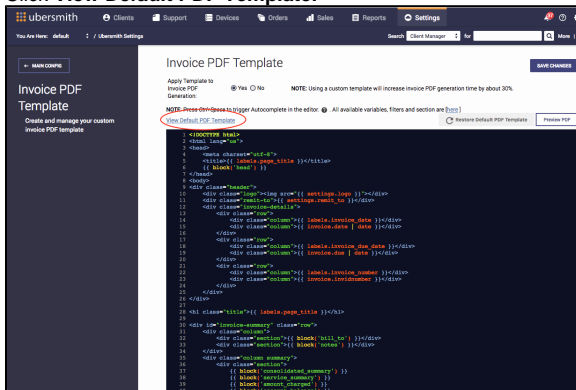 Click View Default PDF Template.
ubersmith Clients Support Devices Orders Sales Reports Settings
You Are Here: default / Ubersmith Settings Search Client Manager for More
← MAIN CONFIG
Invoice PDF Template
Create and manage your custom invoice PDF template
Invoice PDF Template
SAVE CHANGES
Apply Template to
Invoice PDF
Generation:
Yes No
NOTE: Using a custom template will increase invoice PDF generation time by about 30%.
NOTE: Press Ctrl+Space to trigger Autocomplete in the editor. All available variables, filters and section are [here]
View Default PDF Template
Restore Default PDF Template
Preview PDF
1 <!DOCTYPE html>
2 <html lang="us">
3 <head>
4 <meta charset="utf-8">
5 <title>{{ labels.page_title }}</title>
6 {{ block('head') }}
7 </head>
8 <body>
9 <div class="header">
10 <div class="logo"><img src="{{ settings.logo }}"></div>
11 <div class="remit-to">{{ settings.remit_to }}</div>
12 <div class="invoice-details">
13 <div class="row">
14 <div class="column">{{ labels.invoice_date }}</div>
15 <div class="column">{{ invoice.date | date }}</div>
16 </div>
17 <div class="row">
18 <div class="column">{{ labels.invoice_due_date }}</div>
19 <div class="column">{{ invoice.due | date }}</div>
20 </div>
21 <div class="row">
22 <div class="column">{{ labels.invoice_number }}</div>
23 <div class="column">{{ invoice.invidnumber }}</div>
24 </div>
25 </div>
26 </div>
27
28 <h1 class="title">{{ labels.page_title }}</h1>
29
30 <div id="invoice-summary" class="row">
31 <div class="column">
32 <div class="section">{{ block('bill_to') }}</div>
33 <div class="section">{{ block('notes') }}</div>
34 </div>
35 <div class="column summary">
36 <div class="section">
37 {{ block('consolidated_summary') }}
38 {{ block('service_summary') }}
39 {{ block('amount_charged') }}